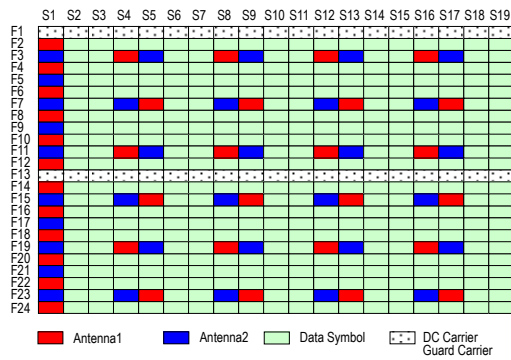 S1 S2 S3 S4 S5 S6 S7 S8 S9 S10 S11 S12 S13 S14 S15 S16 S17 S18 S19
F1
F2
F3
F4
F5
F6
F7
F8
F9
F10
F11
F12
F13
F14
F15
F16
F17
F18
F19
F20
F21
F22
F23
F24
Antenna1 Antenna2 Data Symbol DC Carrier
Guard Carrier